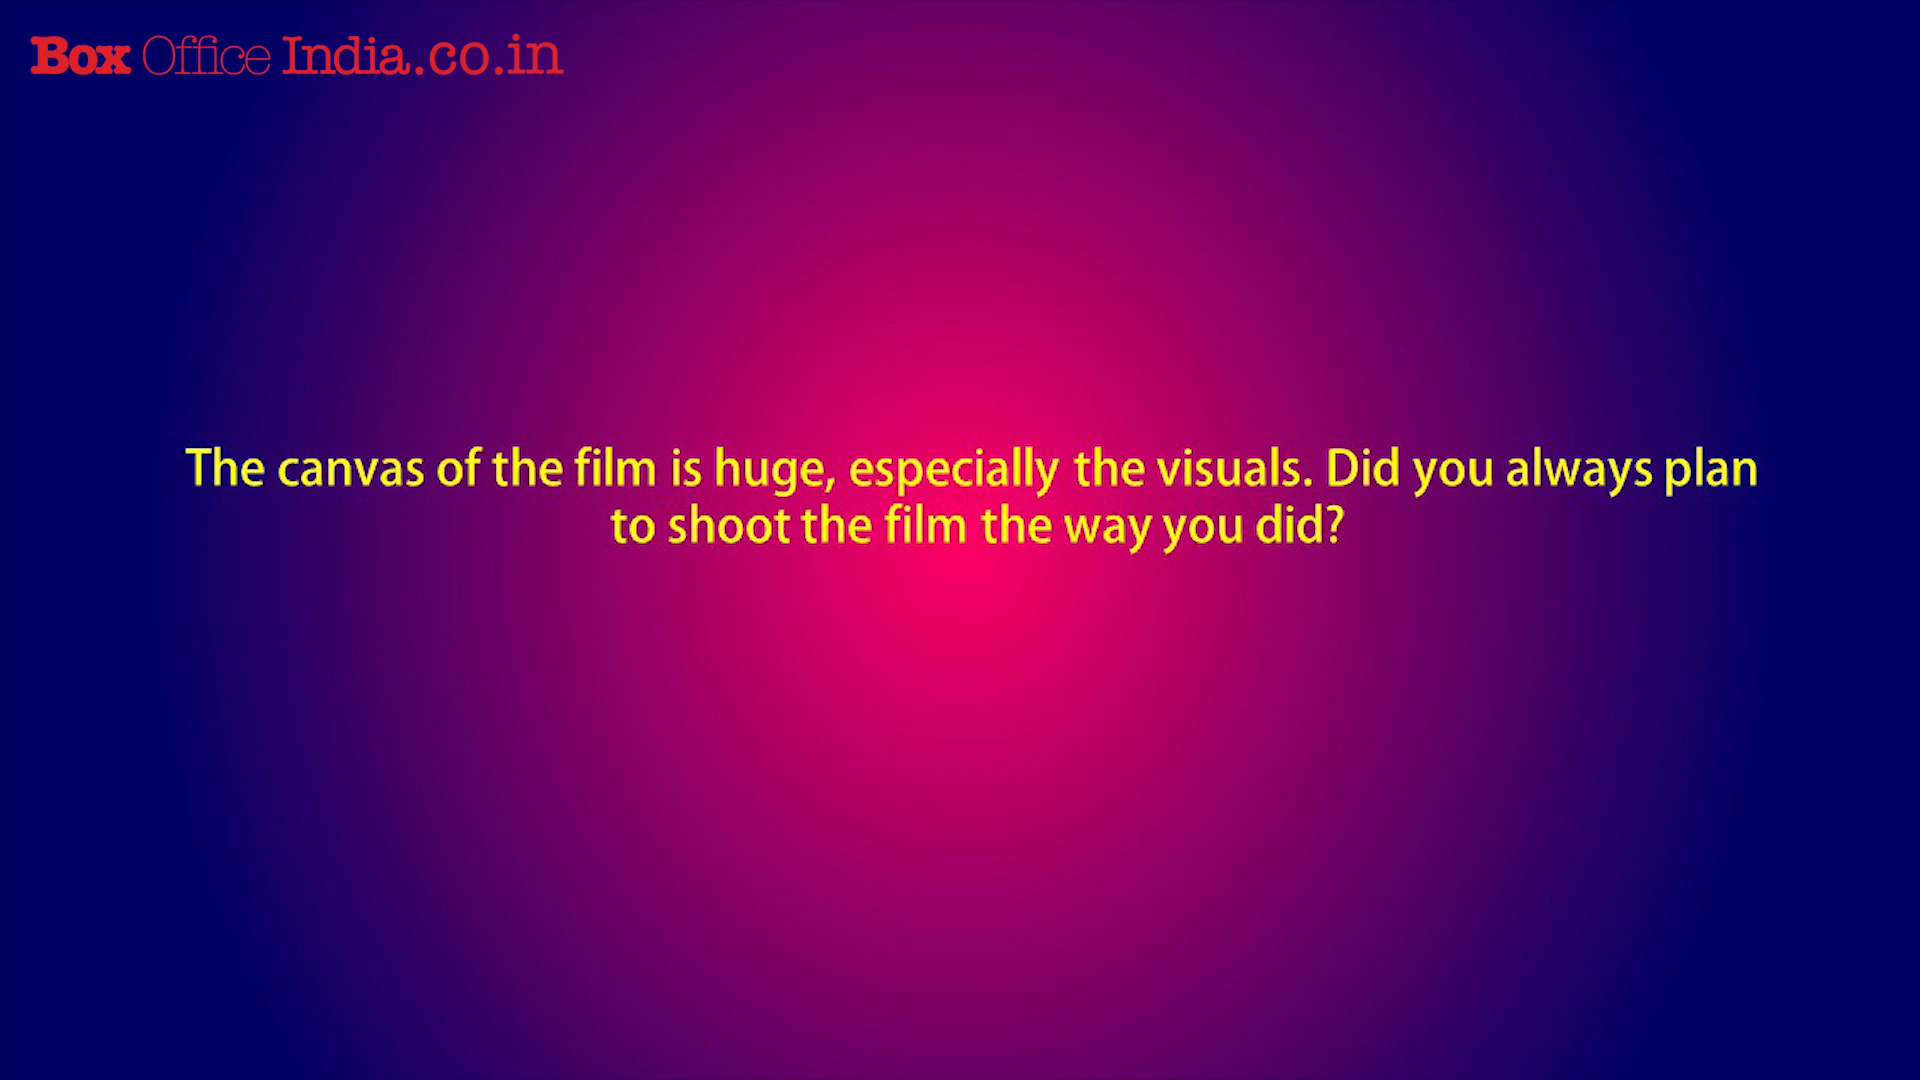 Box Office India.co.in
The canvas of the film is huge, especially the visuals. Did you always plan
to shoot the film the way you did?